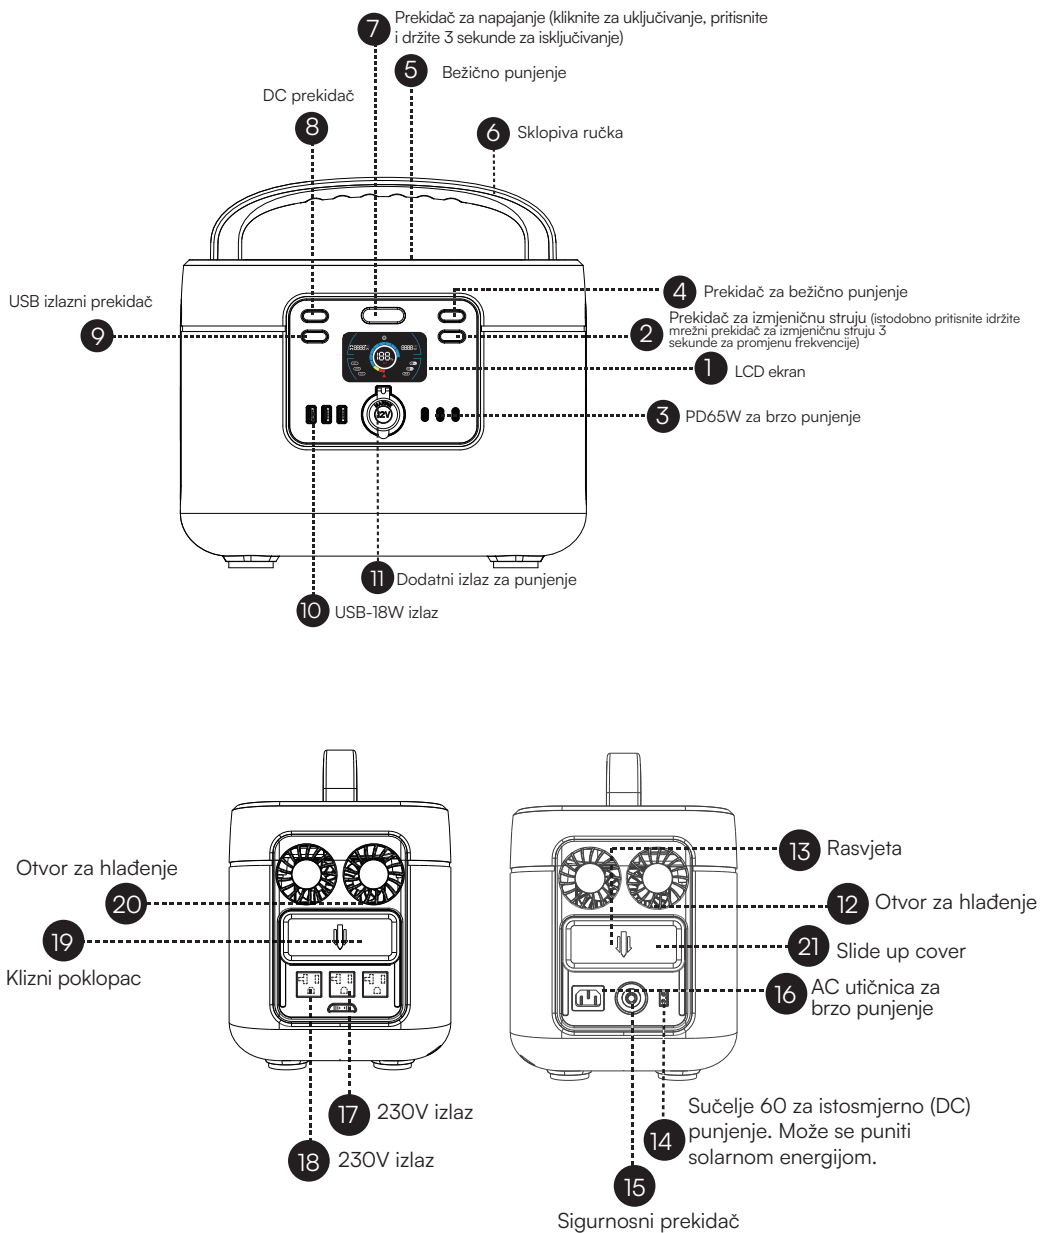 7 Prekidač za napajanje (kliknite za uključivanje, pritisnite
i držite 3 sekunde za isključivanje)
5 Bežično punjenje
DC prekidač
8
6 Sklopiva ručka
USB izlazni prekidač
9
4 Prekidač za bežično punjenje
2 Prekidač za izmjeničnu struju (istodobno pritisnite idržite
mrežni prekidač za izmjeničnu struju 3
sekunde za promjenu frekvencije)
188
1 LCD ekran
12V
3 PD65W za brzo punjenje
11 Dodatni izlaz za punjenje
10 USB-18W izlaz
13 Rasvjeta
Otvor za hlađenje
20
12 Otvor za hlađenje
19
Klizni poklopac
21 Slide up cover
16 AC utičnica za
brzo punjenje
17 230V izlaz
18 230V izlaz
14 Sučelje 60 za istosmjerno (DC)
punjenje. Može se puniti
solarnom energijom.
15
Sigurnosni prekidač